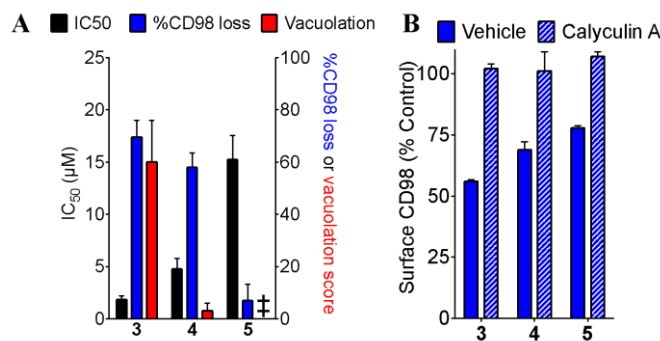 A
IC50 %CD98 loss Vacuolation
25
20
15
10
5
0
IC50 (µM)
100
80
60
40
20
0
%CD98 loss or vacuolation score
‡
3 4 5
B
Vehicle Calyculin A
100
75
50
25
0
Surface CD98 (% Control)
3 4 5